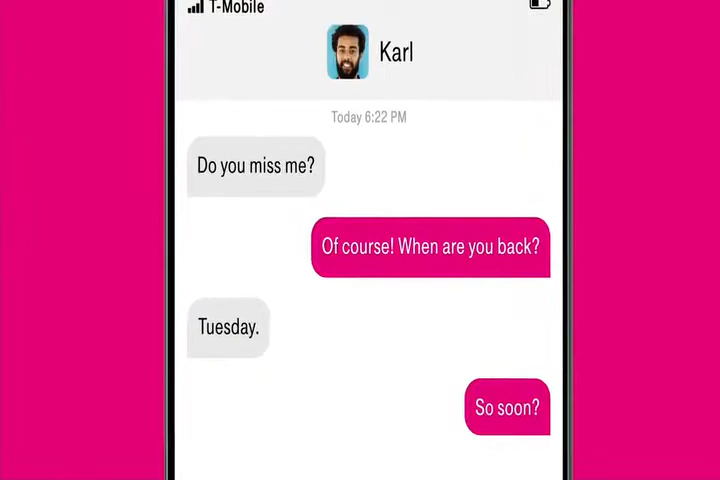 T-Mobile
Karl
Today 6:22 PM
Do you miss me?
Of course! When are you back?
Tuesday.
So soon?